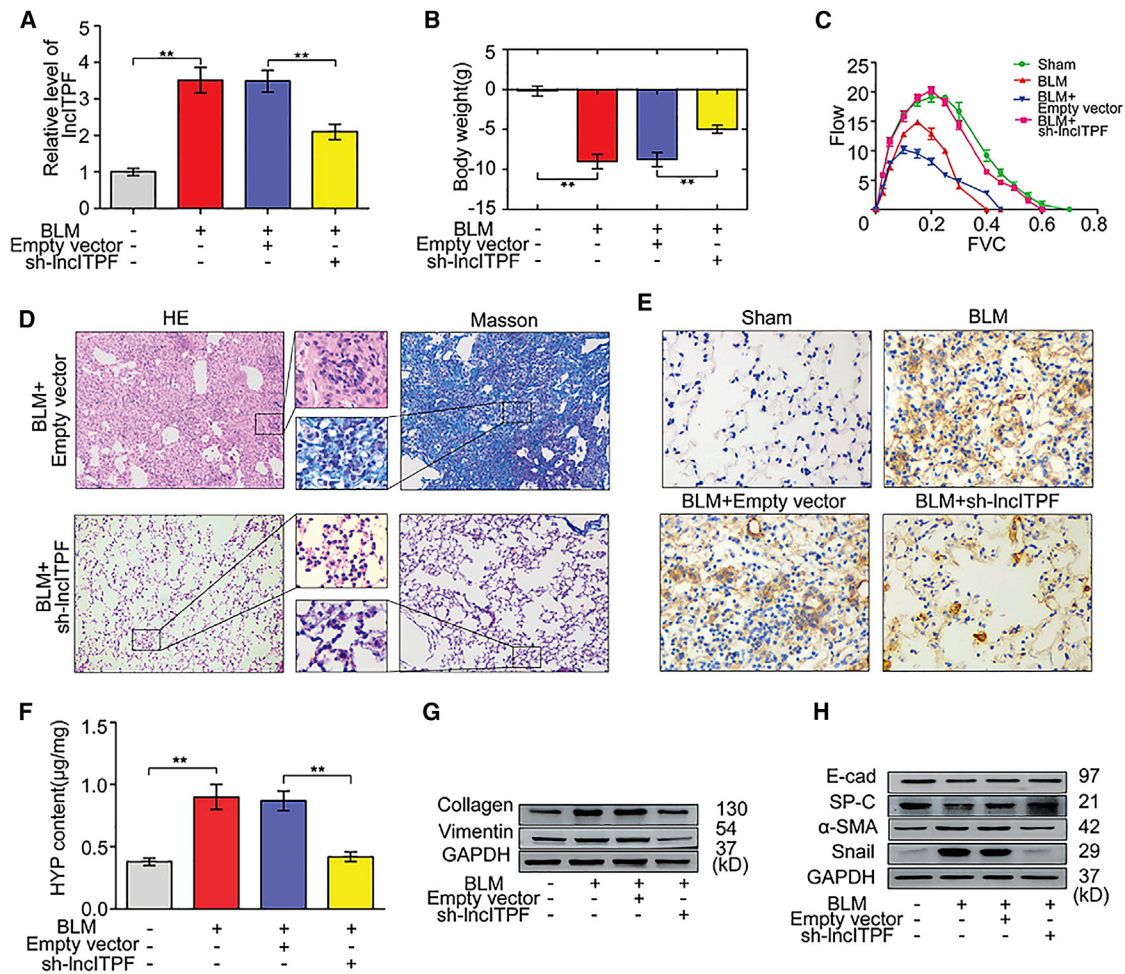 A
Relative level of
lncITPF
5
4
3
2
1
0
**
**
BLM - + + +
Empty vector - - + -
sh-lncITPF - - - +
B
Body weight(g)
5
0
-5
-10
-15
**
**
BLM - + + +
Empty vector - - + -
sh-lncITPF - - - +
C
Flow
25
20
15
10
5
0
0 0.2 0.4 0.6 0.8
FVC
Sham
BLM
BLM+
Empty vector
BLM+
sh-lncITPF
D
HE
Masson
BLM+
Empty vector
BLM+
sh-lncITPF
E
Sham
BLM
BLM+Empty vector
BLM+sh-lncITPF
F
HYP content(μg/mg)
1.5
1.0
0.5
0.0
**
**
BLM - + + +
Empty vector - - + -
sh-lncITPF - - - +
G
Collagen 130
Vimentin 54
GAPDH 37
(kD)
BLM - + + +
Empty vector - - + -
sh-lncITPF - - - +
H
E-cad 97
SP-C 21
α-SMA 42
Snail 29
GAPDH 37
(kD)
BLM - + + +
Empty vector - - + -
sh-lncITPF - - - +